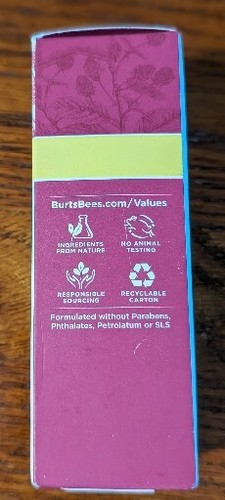 BurtsBees.com/Values
INGREDIENTS
FROM NATURE
NO ANIMAL
TESTING
RESPONSIBLE
SOURCING
RECYCLABLE
CARTON
Formulated without Parabens,
Phthalates, Petrolatum or SLS